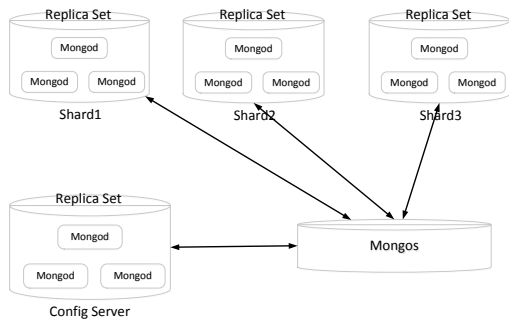 Replica Set
Mongod
Mongod Mongod
Shard1
Replica Set
Mongod
Mongod Mongod
Shard2
Replica Set
Mongod
Mongod Mongod
Shard3
Replica Set
Mongod
Mongod Mongod
Config Server
Mongos